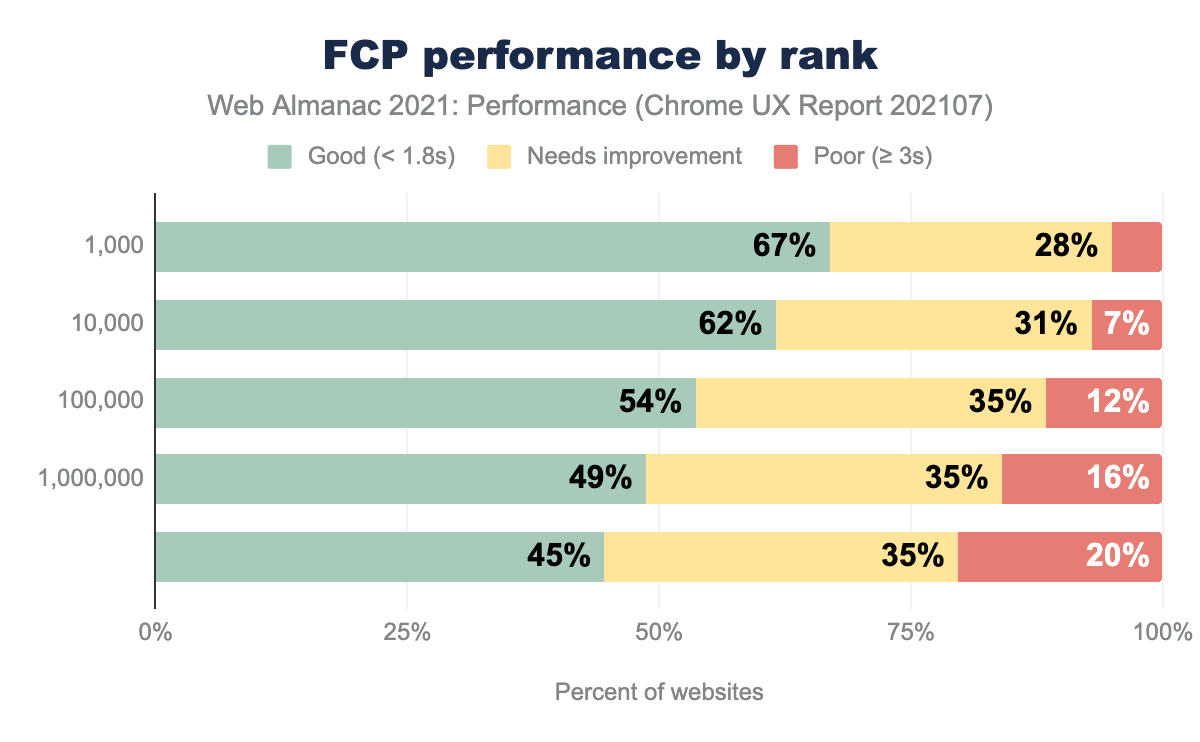 FCP performance by rank
Web Almanac 2021: Performance (Chrome UX Report 202107)
Good (< 1.8s) Needs improvement Poor (≥ 3s)
1,000 67% 28%
10,000 62% 31% 7%
100,000 54% 35% 12%
1,000,000 49% 35% 16%
45% 35% 20%
0% 25% 50% 75% 100%
Percent of websites